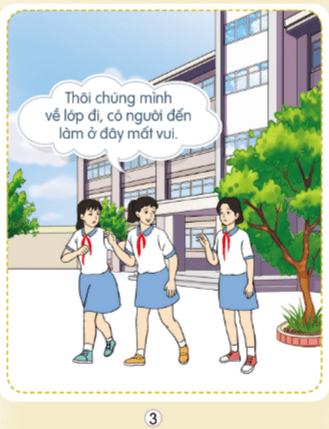 Thôi chúng mình
về lớp đi, có người đến
làm ở đây mất vui.
3